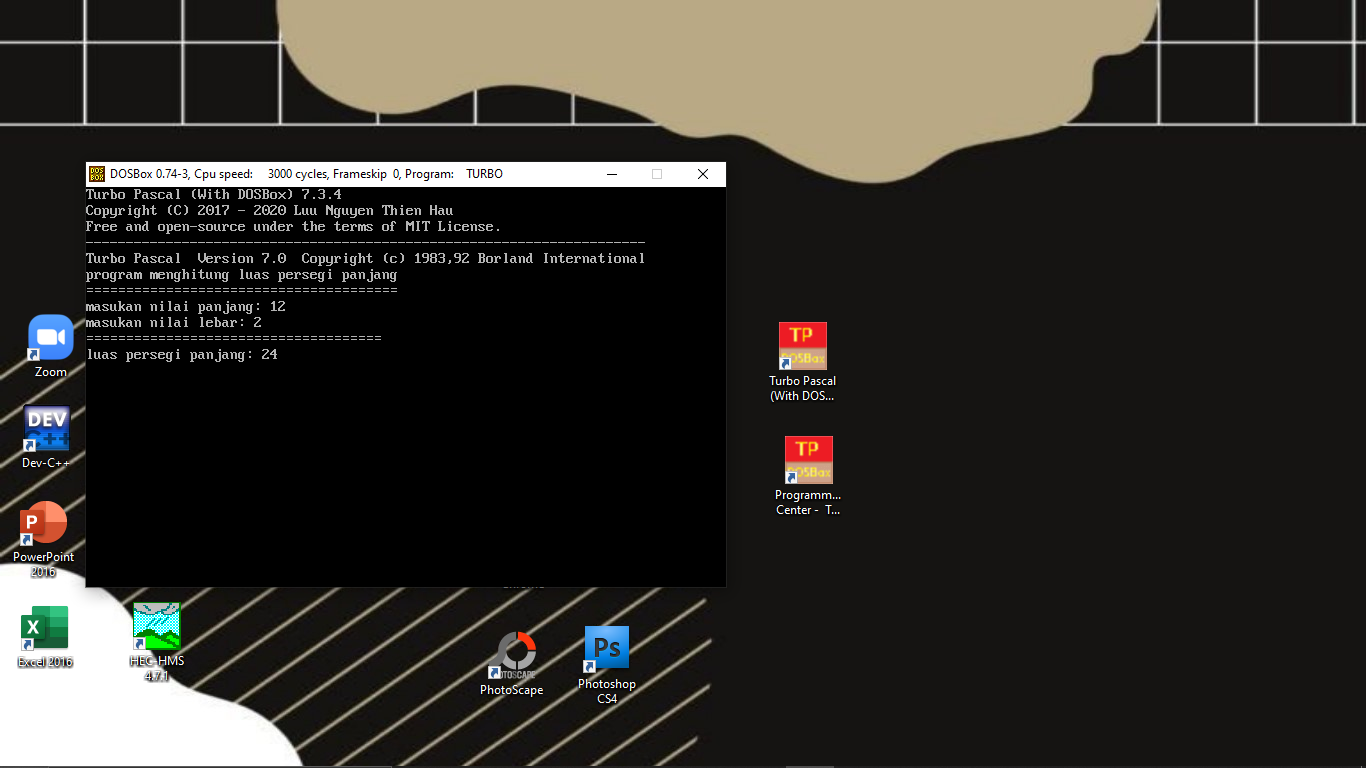 DOSBox 0.74-3, Cpu speed: 3000 cycles, Frameskip 0, Program: TURBO
Turbo Pascal (With DOSBox) 7.3.4
Copyright (C) 2017 - 2020 Luu Nguyen Thien Hau
Free and open-source under the terms of MIT License.
----------------------------------------------------------------------
Turbo Pascal Version 7.0 Copyright (c) 1983,92 Borland International
program menghitung luas persegi panjang
=======================================
masukan nilai panjang: 12
masukan nilai lebar: 2
=====================================
luas persegi panjang: 24
Zoom
DEV
C++
Dev-C++
P
PowerPoint
2016
X
Excel 2016
HEC-HMS
4.7.1
PHOTOSCAPE
PhotoScape
Ps
Photoshop
CS4
TP
DOSBox
Turbo Pascal
(With DOS...
TP
DOSBox
Programm...
Center - T...